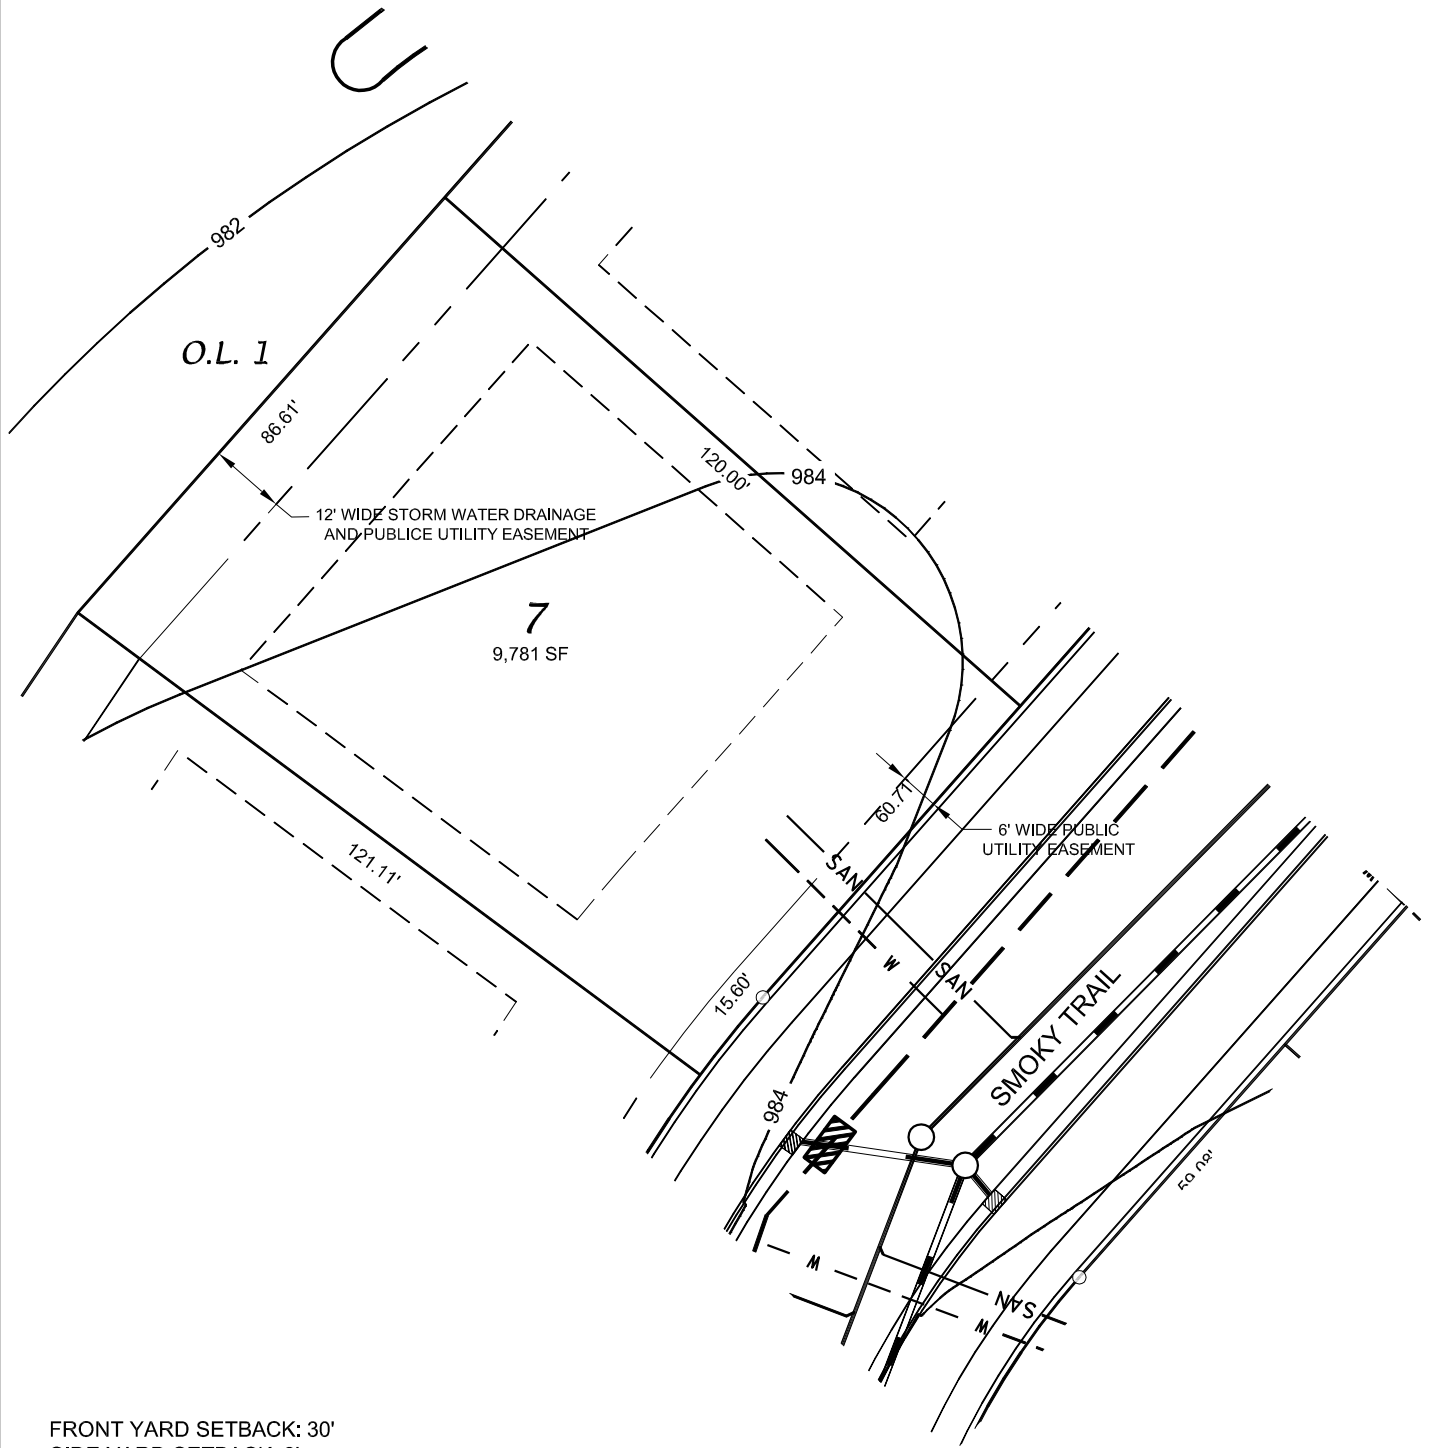 982
O.L. 1
86.61'
120.00'
984
12' WIDE STORM WATER DRAINAGE
AND PUBLICE UTILITY EASEMENT
7
9,781 SF
60.71'
6' WIDE PUBLIC
UTILITY EASEMENT
121.11'
SAN
W
SAN
15.60'
SMOKY TRAIL
984
E
W
SAN
W
FRONT YARD SETBACK: 30'